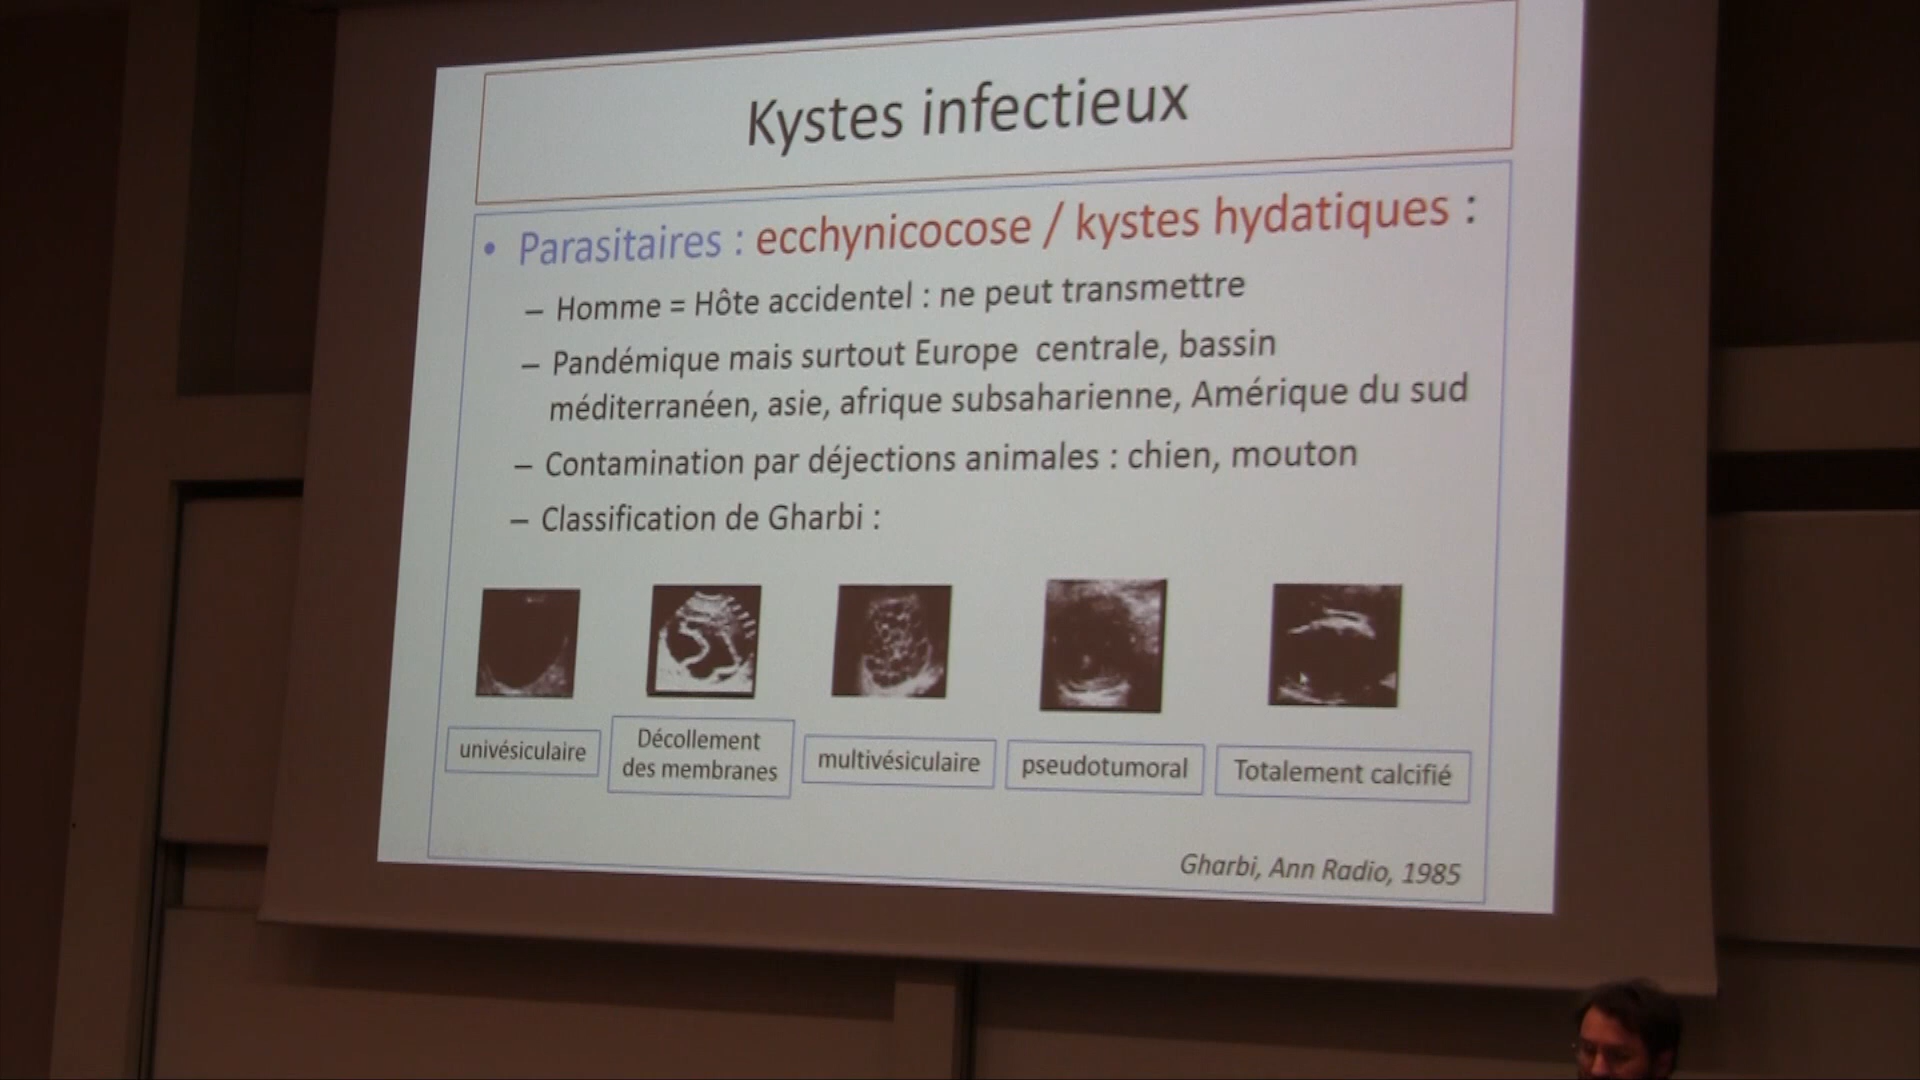 Kystes infectieux
• Parasitaires : ecchynicocose / kystes hydatiques :
– Homme = Hôte accidentel : ne peut transmettre
– Pandémique mais surtout Europe centrale, bassin
méditerranéen, asie, afrique subsaharienne, Amérique du sud
– Contamination par déjections animales : chien, mouton
– Classification de Gharbi :
univésiculaire
Décollement
des membranes
multivésiculaire
pseudotumoral
Totalement calcifié
Gharbi, Ann Radio, 1985